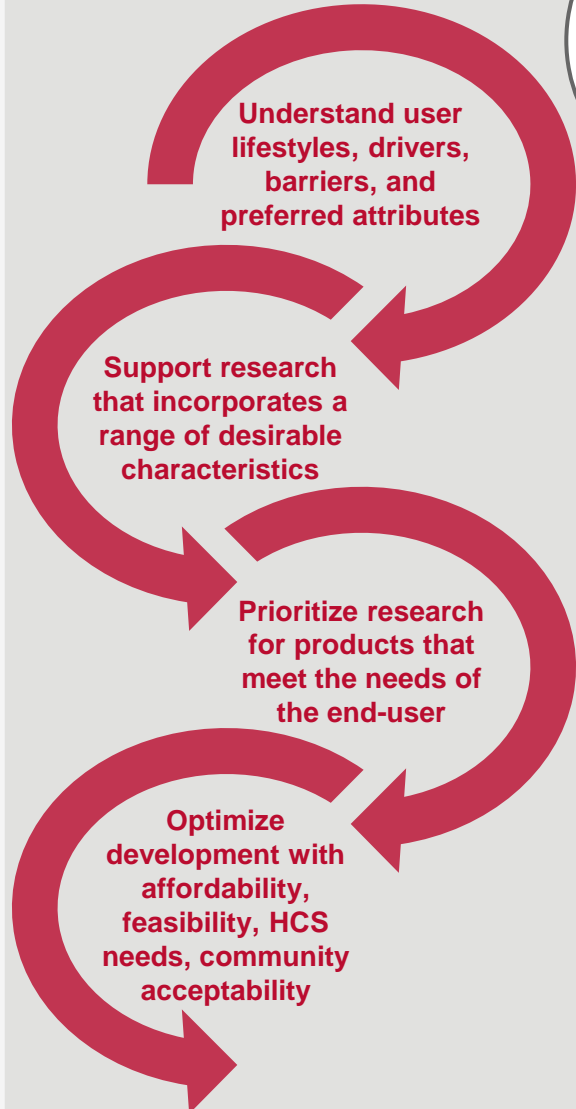 Understand user
lifestyles, drivers,
barriers, and
preferred attributes
Support research
that incorporates a
range of desirable
characteristics
Prioritize research
for products that
meet the needs of
the end-user
Optimize
development with
affordability,
feasibility, HCS
needs, community
acceptability